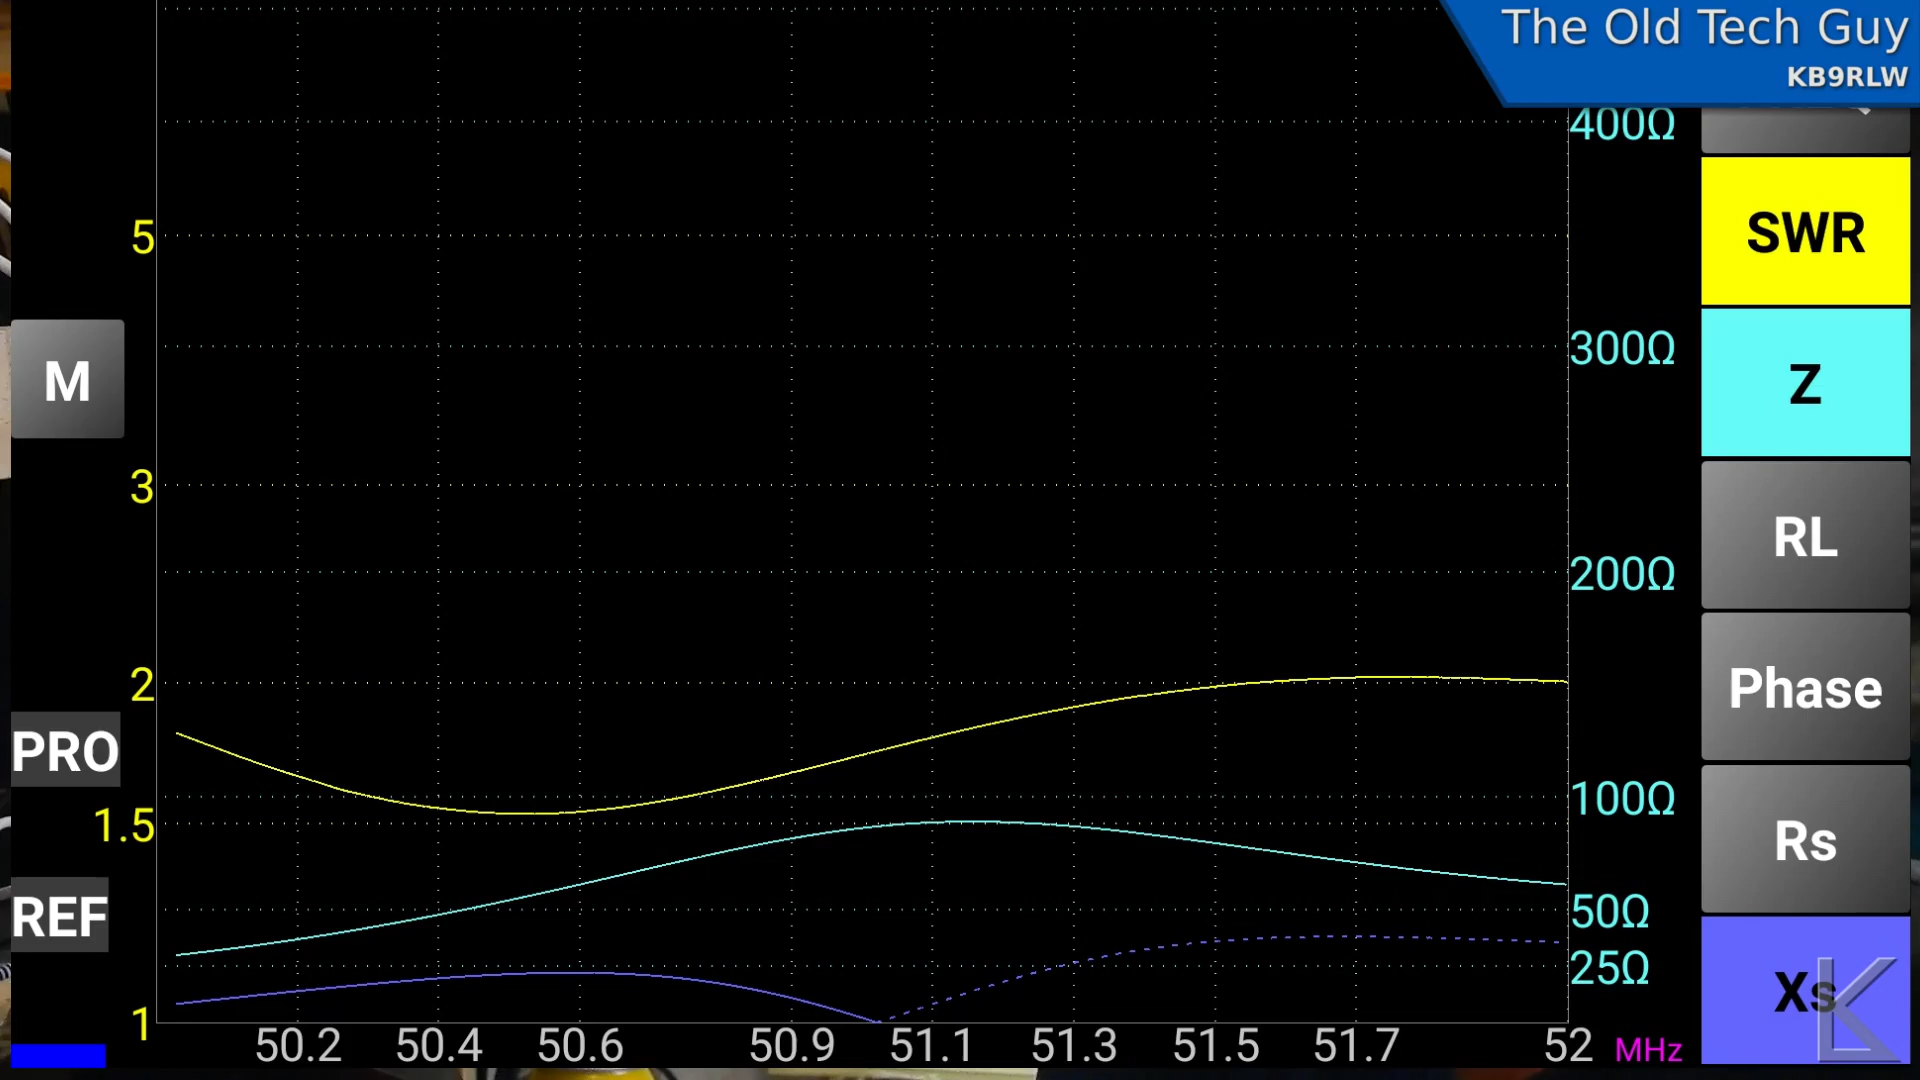 The Old Tech Guy
KB9RLW
400Ω
SWR
5
M
300Ω
Z
3
RL
200Ω
2
Phase
PRO
100Ω
1.5
Rs
REF
50Ω
25Ω
Xs
1
50.2 50.4 50.6 50.9 51.1 51.3 51.5 51.7 52 MHz